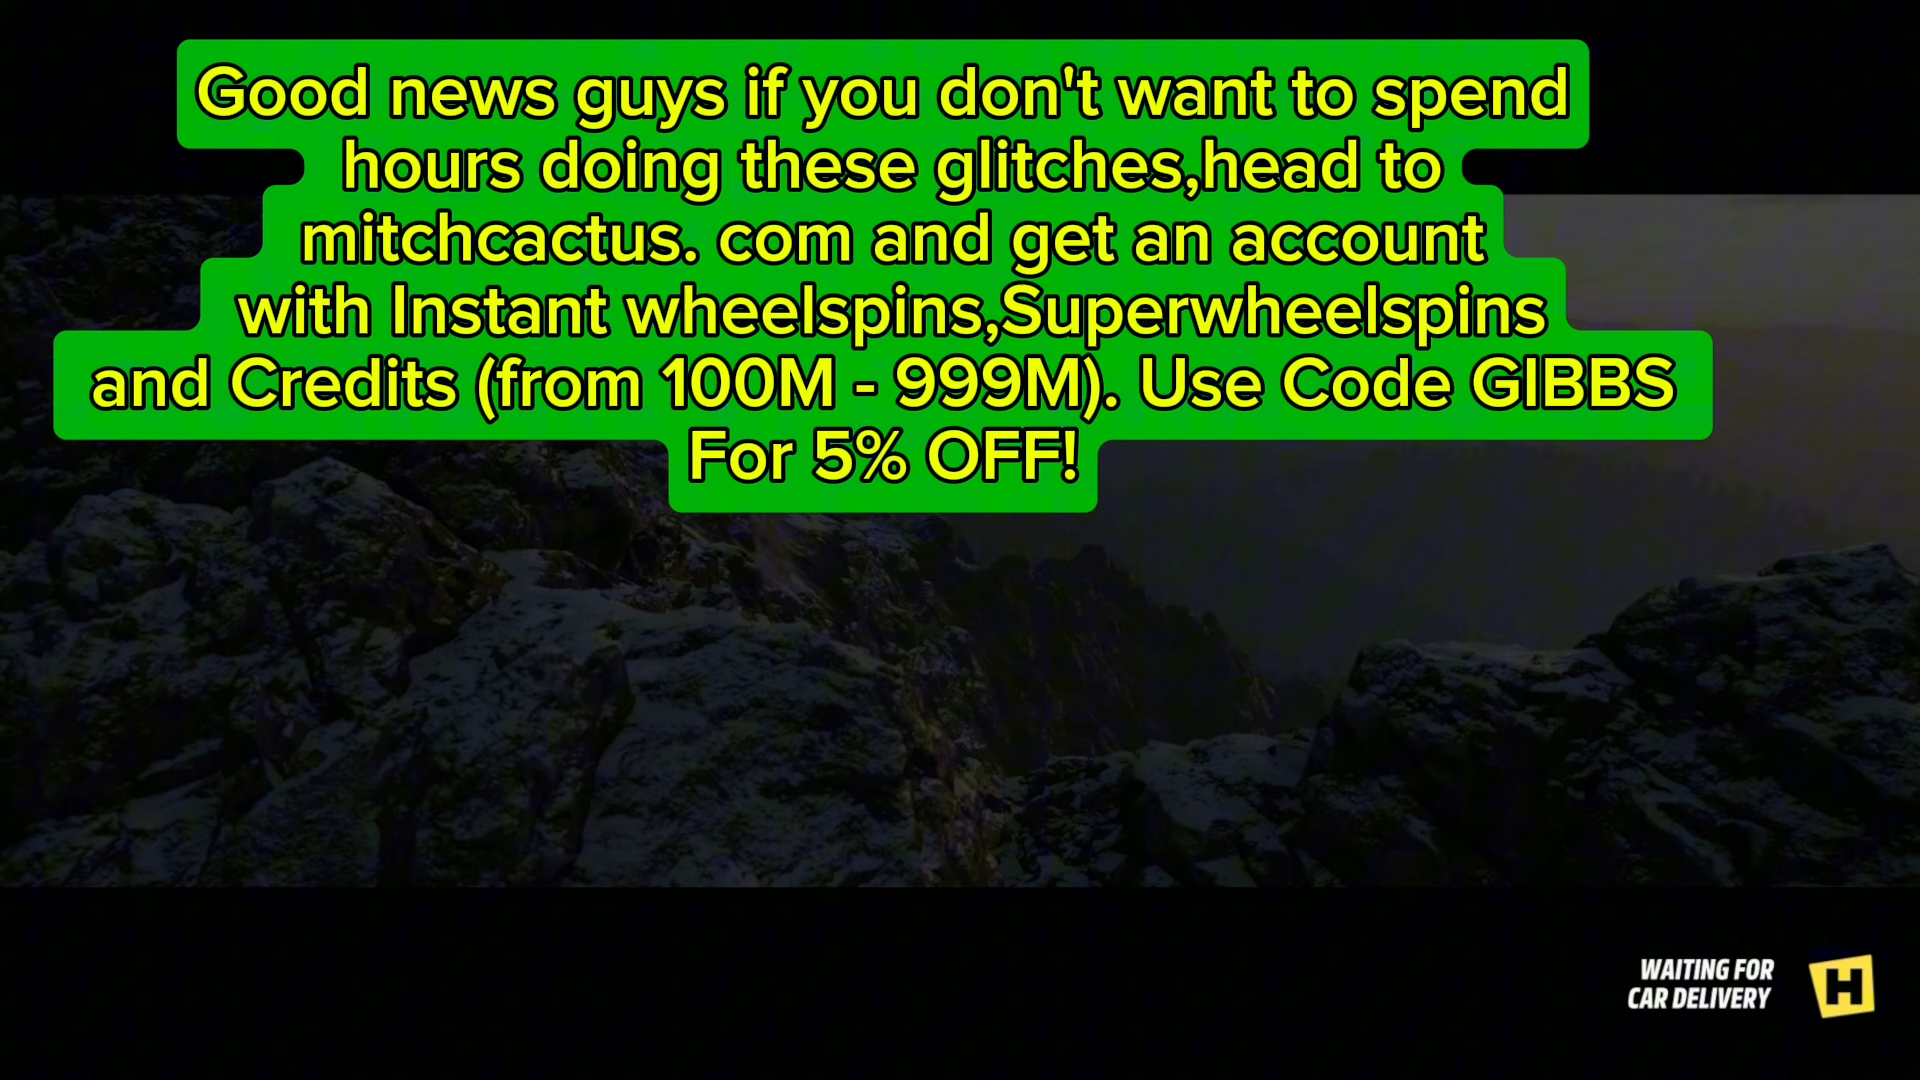 Good news guys if you don't want to spend
hours doing these glitches,head to
mitchcactus. com and get an account
with Instant wheelspins,Superwheelspins
and Credits (from 100M - 999M). Use Code GIBBS
For 5% OFF!
WAITING FOR
CAR DELIVERY
H